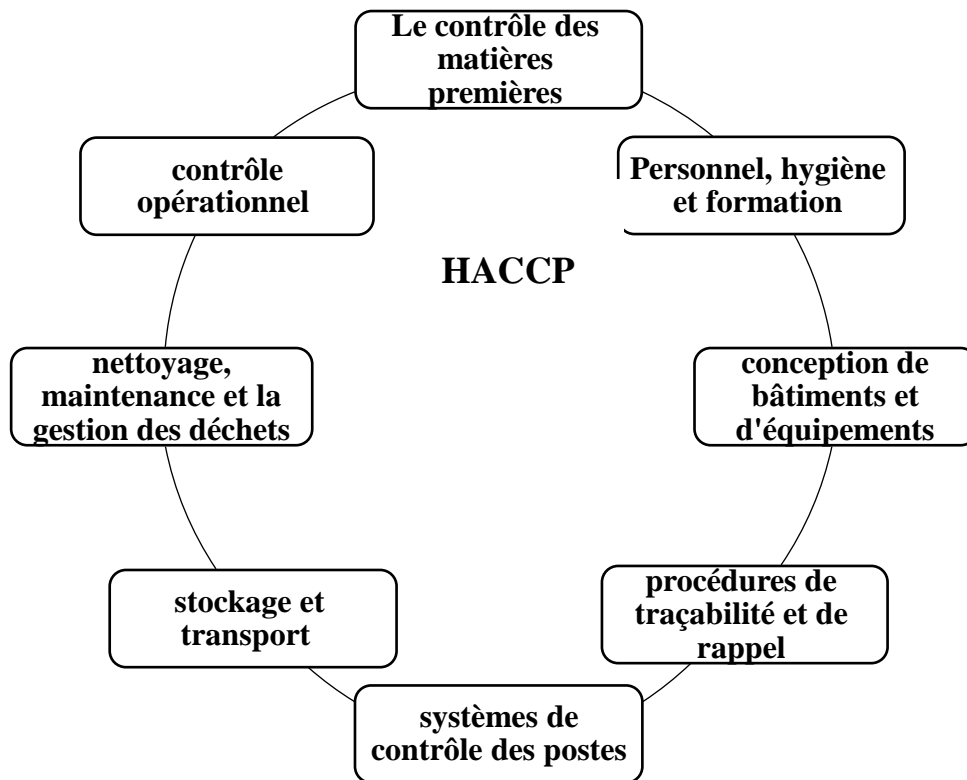 Le contrôle des
matières
premières
contrôle
opérationnel
Personnel, hygiène
et formation
HACCP
nettoyage,
maintenance et la
gestion des déchets
conception de
bâtiments et
d'équipements
stockage et
transport
procédures de
traçabilité et de
rappel
systèmes de
contrôle des postes